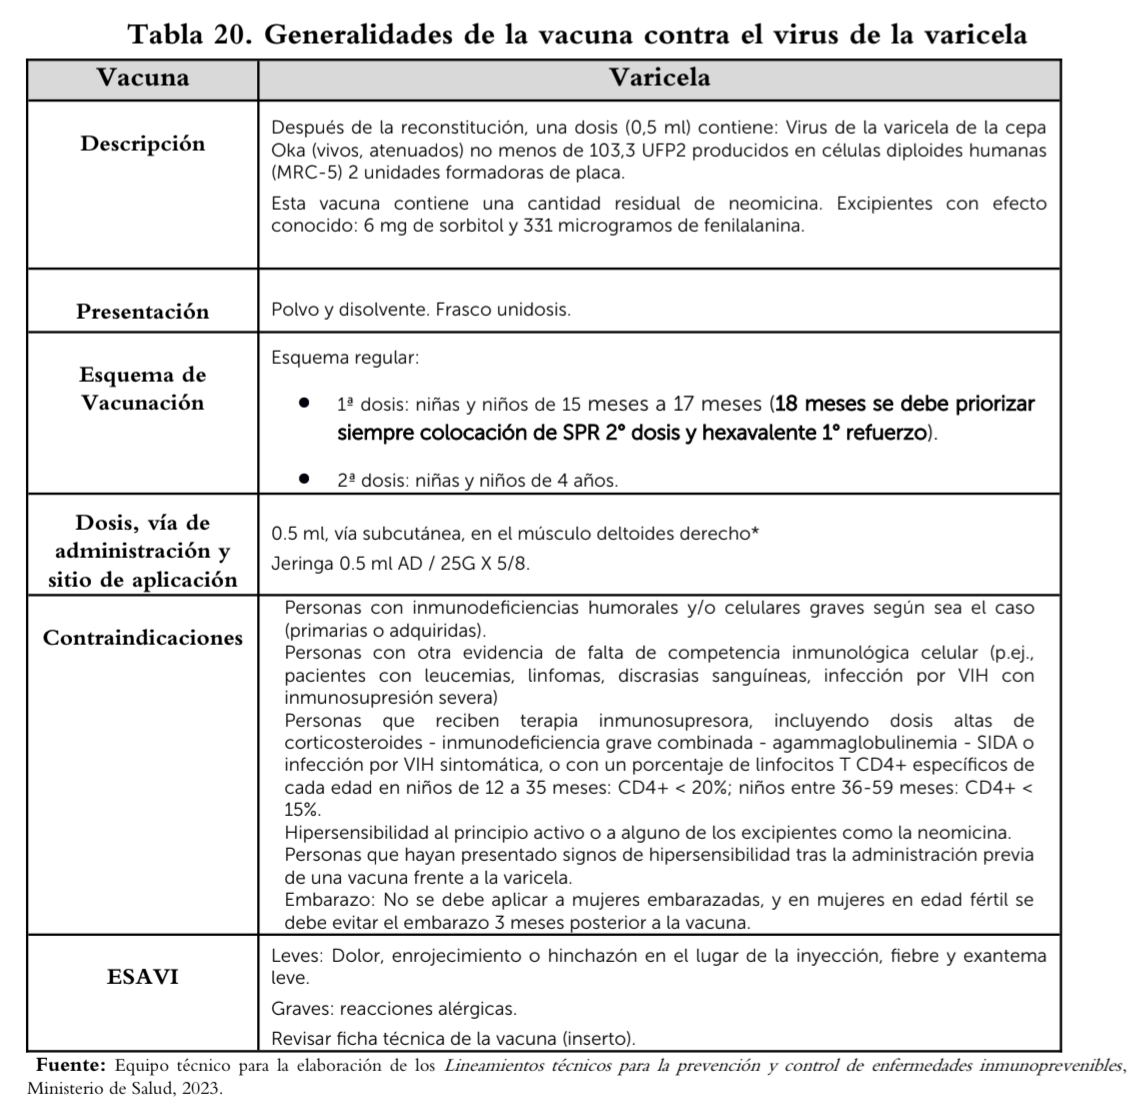 Tabla 20. Generalidades de la vacuna contra el virus de la varicela
Vacuna
Varicela
Descripción
Después de la reconstitución, una dosis (0,5 ml) contiene: Virus de la varicela de la cepa
Oka (vivos, atenuados) no menos de 103,3 UFP2 producidos en células diploides humanas
(MRC-5) 2 unidades formadoras de placa.
Esta vacuna contiene una cantidad residual de neomicina. Excipientes con efecto
conocido: 6 mg de sorbitol y 331 microgramos de fenilalanina.
Presentación
Polvo y disolvente. Frasco unidosis.
Esquema de
Vacunación
Esquema regular:
● 1ª dosis: niñas y niños de 15 meses a 17 meses (18 meses se debe priorizar
siempre colocación de SPR 2° dosis y hexavalente 1° refuerzo).
● 2ª dosis: niñas y niños de 4 años.
Dosis, vía de
administración y
sitio de aplicación
0.5 ml, vía subcutánea, en el músculo deltoides derecho*
Jeringa 0.5 ml AD / 25G X 5/8.
Contraindicaciones
Personas con inmunodeficiencias humorales y/o celulares graves según sea el caso
(primarias o adquiridas).
Personas con otra evidencia de falta de competencia inmunológica celular (p.ej.,
pacientes con leucemias, linfomas, discrasias sanguíneas, infección por VIH con
inmunosupresión severa)
Personas que reciben terapia inmunosupresora, incluyendo dosis altas de
corticosteroides - inmunodeficiencia grave combinada - agammaglobulinemia - SIDA o
infección por VIH sintomática, o con un porcentaje de linfocitos T CD4+ específicos de
cada edad en niños de 12 a 35 meses: CD4+ < 20%; niños entre 36-59 meses: CD4+ <
15%.
Hipersensibilidad al principio activo o a alguno de los excipientes como la neomicina.
Personas que hayan presentado signos de hipersensibilidad tras la administración previa
de una vacuna frente a la varicela.
Embarazo: No se debe aplicar a mujeres embarazadas, y en mujeres en edad fértil se
debe evitar el embarazo 3 meses posterior a la vacuna.
ESAVI
Leves: Dolor, enrojecimiento o hinchazón en el lugar de la inyección, fiebre y exantema
leve.
Graves: reacciones alérgicas.
Revisar ficha técnica de la vacuna (inserto).
Fuente: Equipo técnico para la elaboración de los Lineamientos técnicos para la prevención y control de enfermedades inmunoprevenibles,
Ministerio de Salud, 2023.